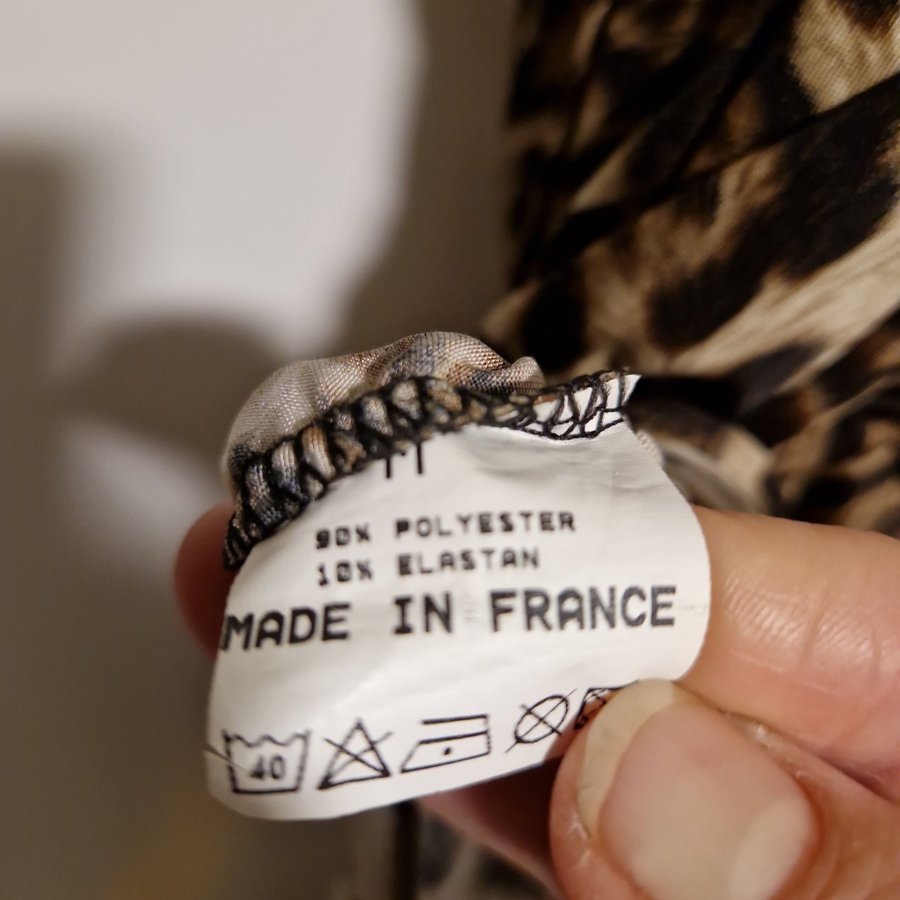 90% POLYESTER
10% ELASTAN
MADE IN FRANCE
40